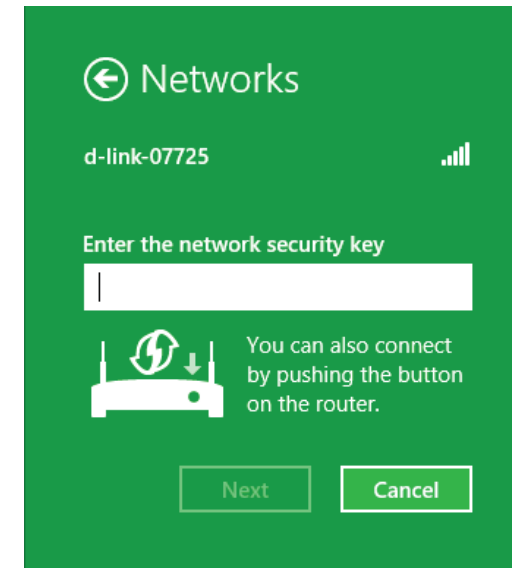 Networks
d-link-07725
Enter the network security key
You can also connect
by pushing the button
on the router.
Next
Cancel